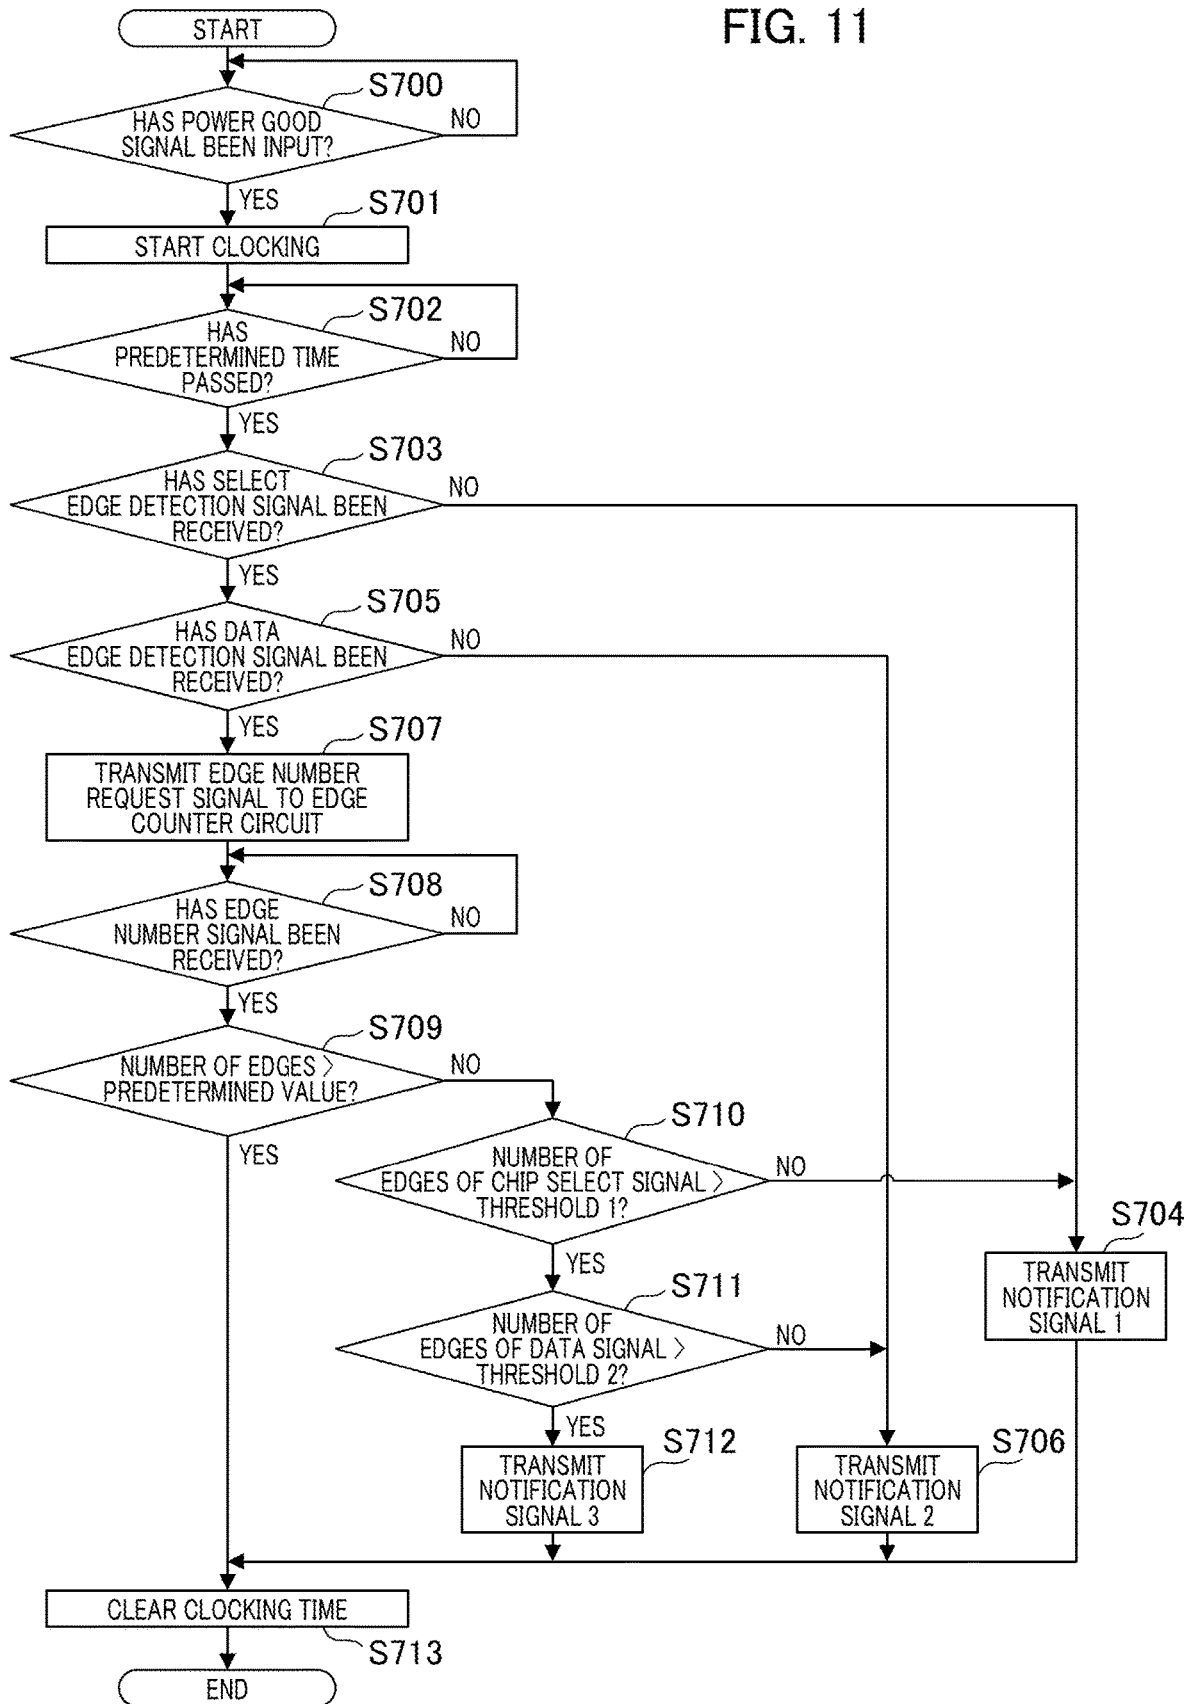 FIG. 11
START
S700
HAS POWER GOOD
SIGNAL BEEN INPUT?
NO
YES
S701
START CLOCKING
S702
HAS
PREDETERMINED TIME
PASSED?
NO
YES
S703
HAS SELECT
EDGE DETECTION SIGNAL BEEN
RECEIVED?
NO
YES
S705
HAS DATA
EDGE DETECTION SIGNAL BEEN
RECEIVED?
NO
YES
S707
TRANSMIT EDGE NUMBER
REQUEST SIGNAL TO EDGE
COUNTER CIRCUIT
S708
HAS EDGE
NUMBER SIGNAL BEEN
RECEIVED?
NO
YES
S709
NUMBER OF EDGES >
PREDETERMINED VALUE?
NO
YES
S710
NUMBER OF
EDGES OF CHIP SELECT SIGNAL >
THRESHOLD 1?
NO
YES
S704
TRANSMIT
NOTIFICATION
SIGNAL 1
S711
NUMBER OF
EDGES OF DATA SIGNAL >
THRESHOLD 2?
NO
YES
S712
TRANSMIT
NOTIFICATION
SIGNAL 3
S706
TRANSMIT
NOTIFICATION
SIGNAL 2
CLEAR CLOCKING TIME
S713
END